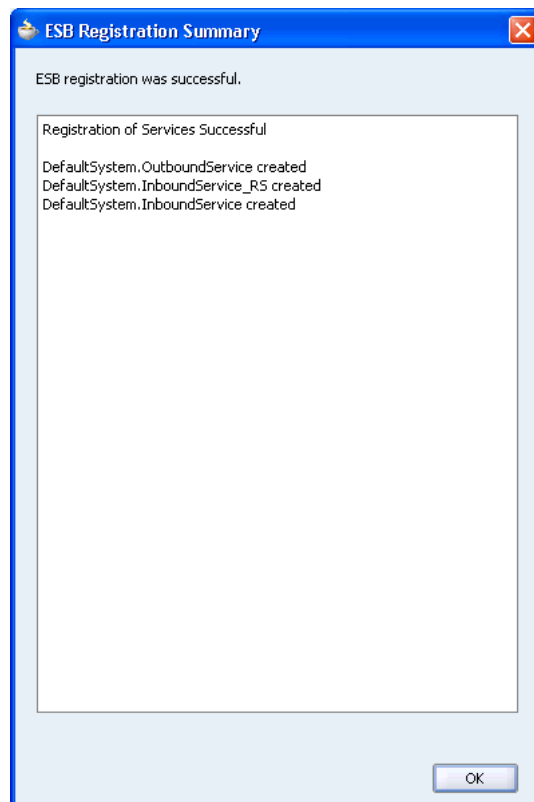 ESB Registration Summary
ESB registration was successful.
Registration of Services Successful
DefaultSystem.OutboundService created
DefaultSystem.InboundService_RS created
DefaultSystem.InboundService created
OK